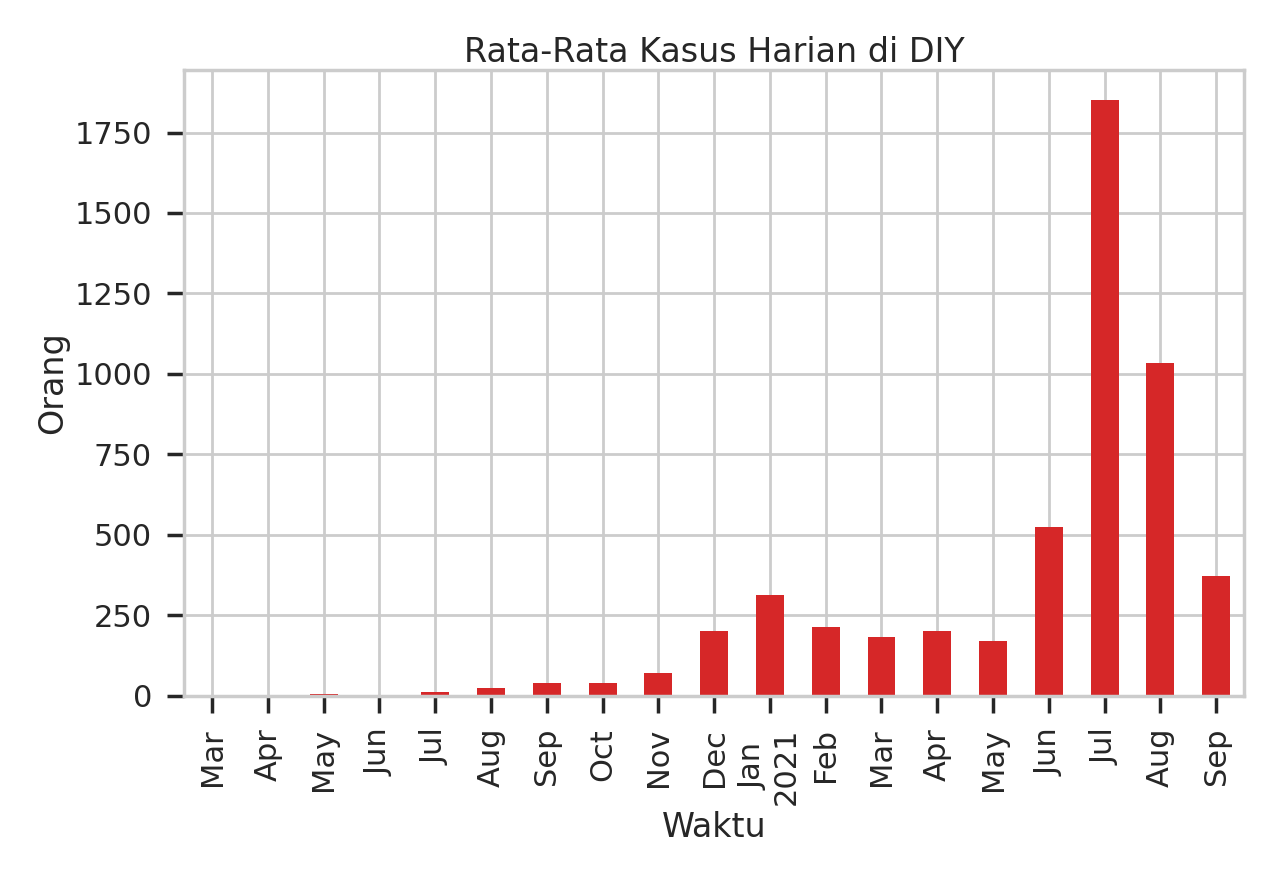 Rata-Rata Kasus Harian di DIY
Orang
1750
1500
1250
1000
750
500
250
0
Mar
Apr
May
Jun
Jul
Aug
Sep
Oct
Nov
Dec
Jan
2021
Feb
Mar
Apr
May
Jun
Jul
Aug
Sep
Waktu